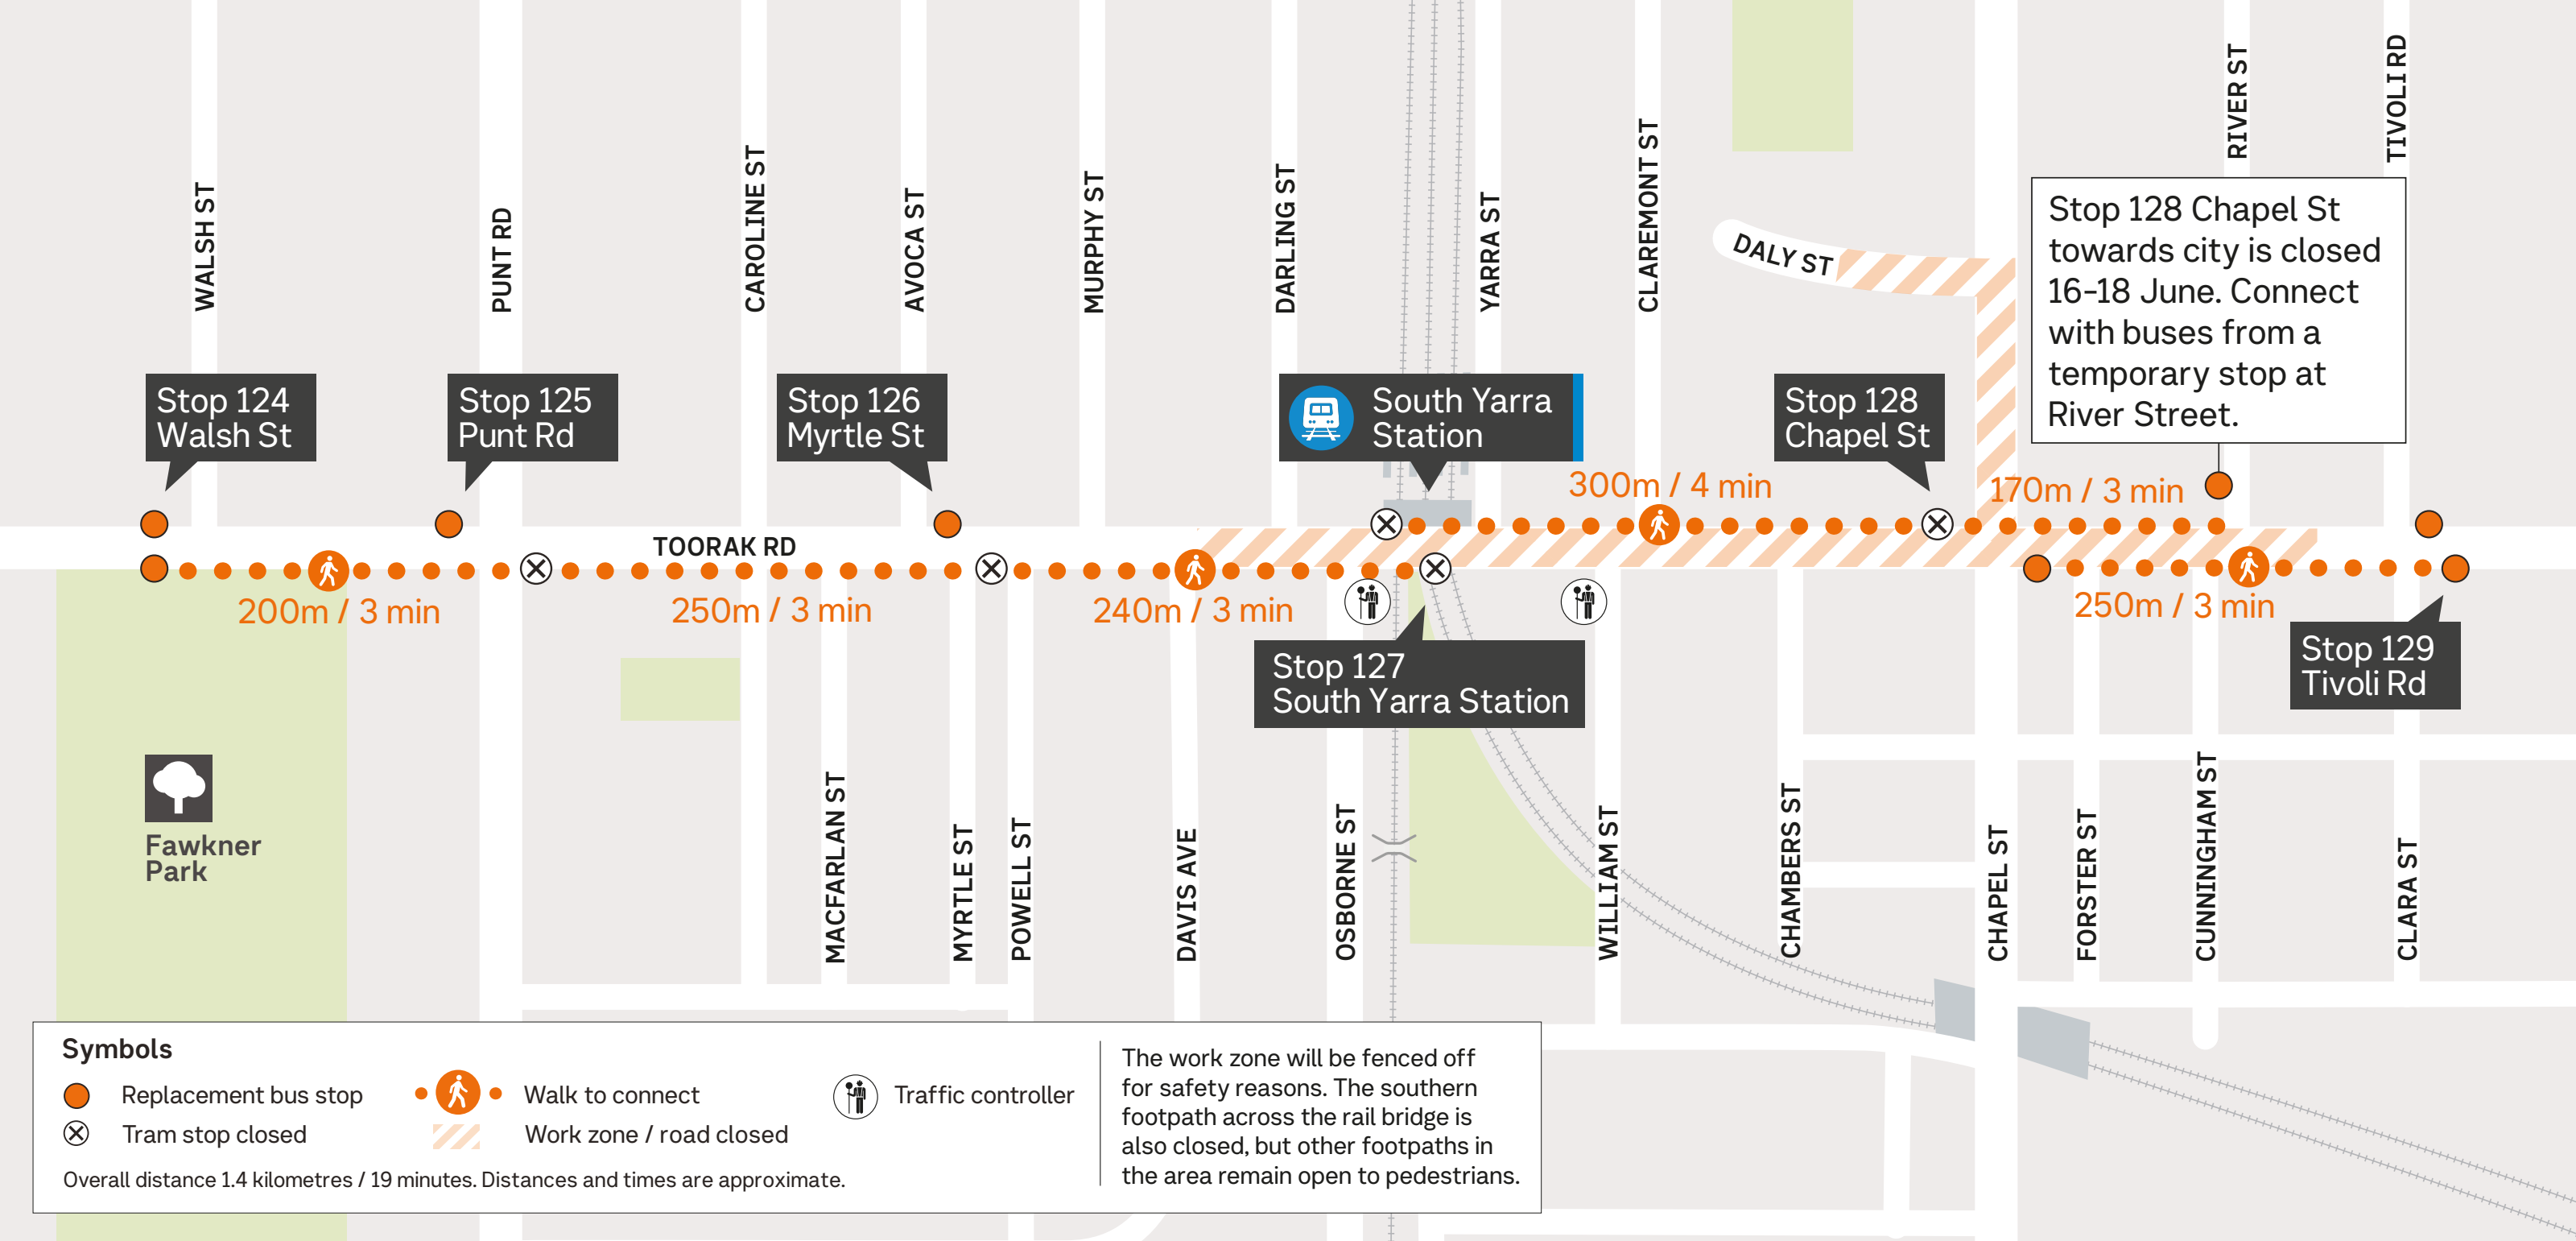 WALSH ST
PUNT RD
CAROLINE ST
AVOCA ST
MURPHY ST
DARLING ST
YARRA ST
CLAREMONT ST
DALY ST
RIVER ST
TIVOLI RD
Stop 128 Chapel St
towards city is closed
16-18 June. Connect
with buses from a
temporary stop at
River Street.
Stop 124
Walsh St
Stop 125
Punt Rd
Stop 126
Myrtle St
South Yarra
Station
Stop 128
Chapel St
300m / 4 min
170m / 3 min
TOORAK RD
200m / 3 min
250m / 3 min
240m / 3 min
250m / 3 min
Stop 127
South Yarra Station
Stop 129
Tivoli Rd
Fawkner
Park
MACFARLAN ST
MYRTLE ST
POWELL ST
DAVIS AVE
OSBORNE ST
WILLIAM ST
CHAMBERS ST
CHAPEL ST
FORSTER ST
CUNNINGHAM ST
CLARA ST
Symbols
Replacement bus stop
Walk to connect
Traffic controller
Tram stop closed
Work zone / road closed
Overall distance 1.4 kilometres / 19 minutes. Distances and times are approximate.
The work zone will be fenced off
for safety reasons. The southern
footpath across the rail bridge is
also closed, but other footpaths in
the area remain open to pedestrians.